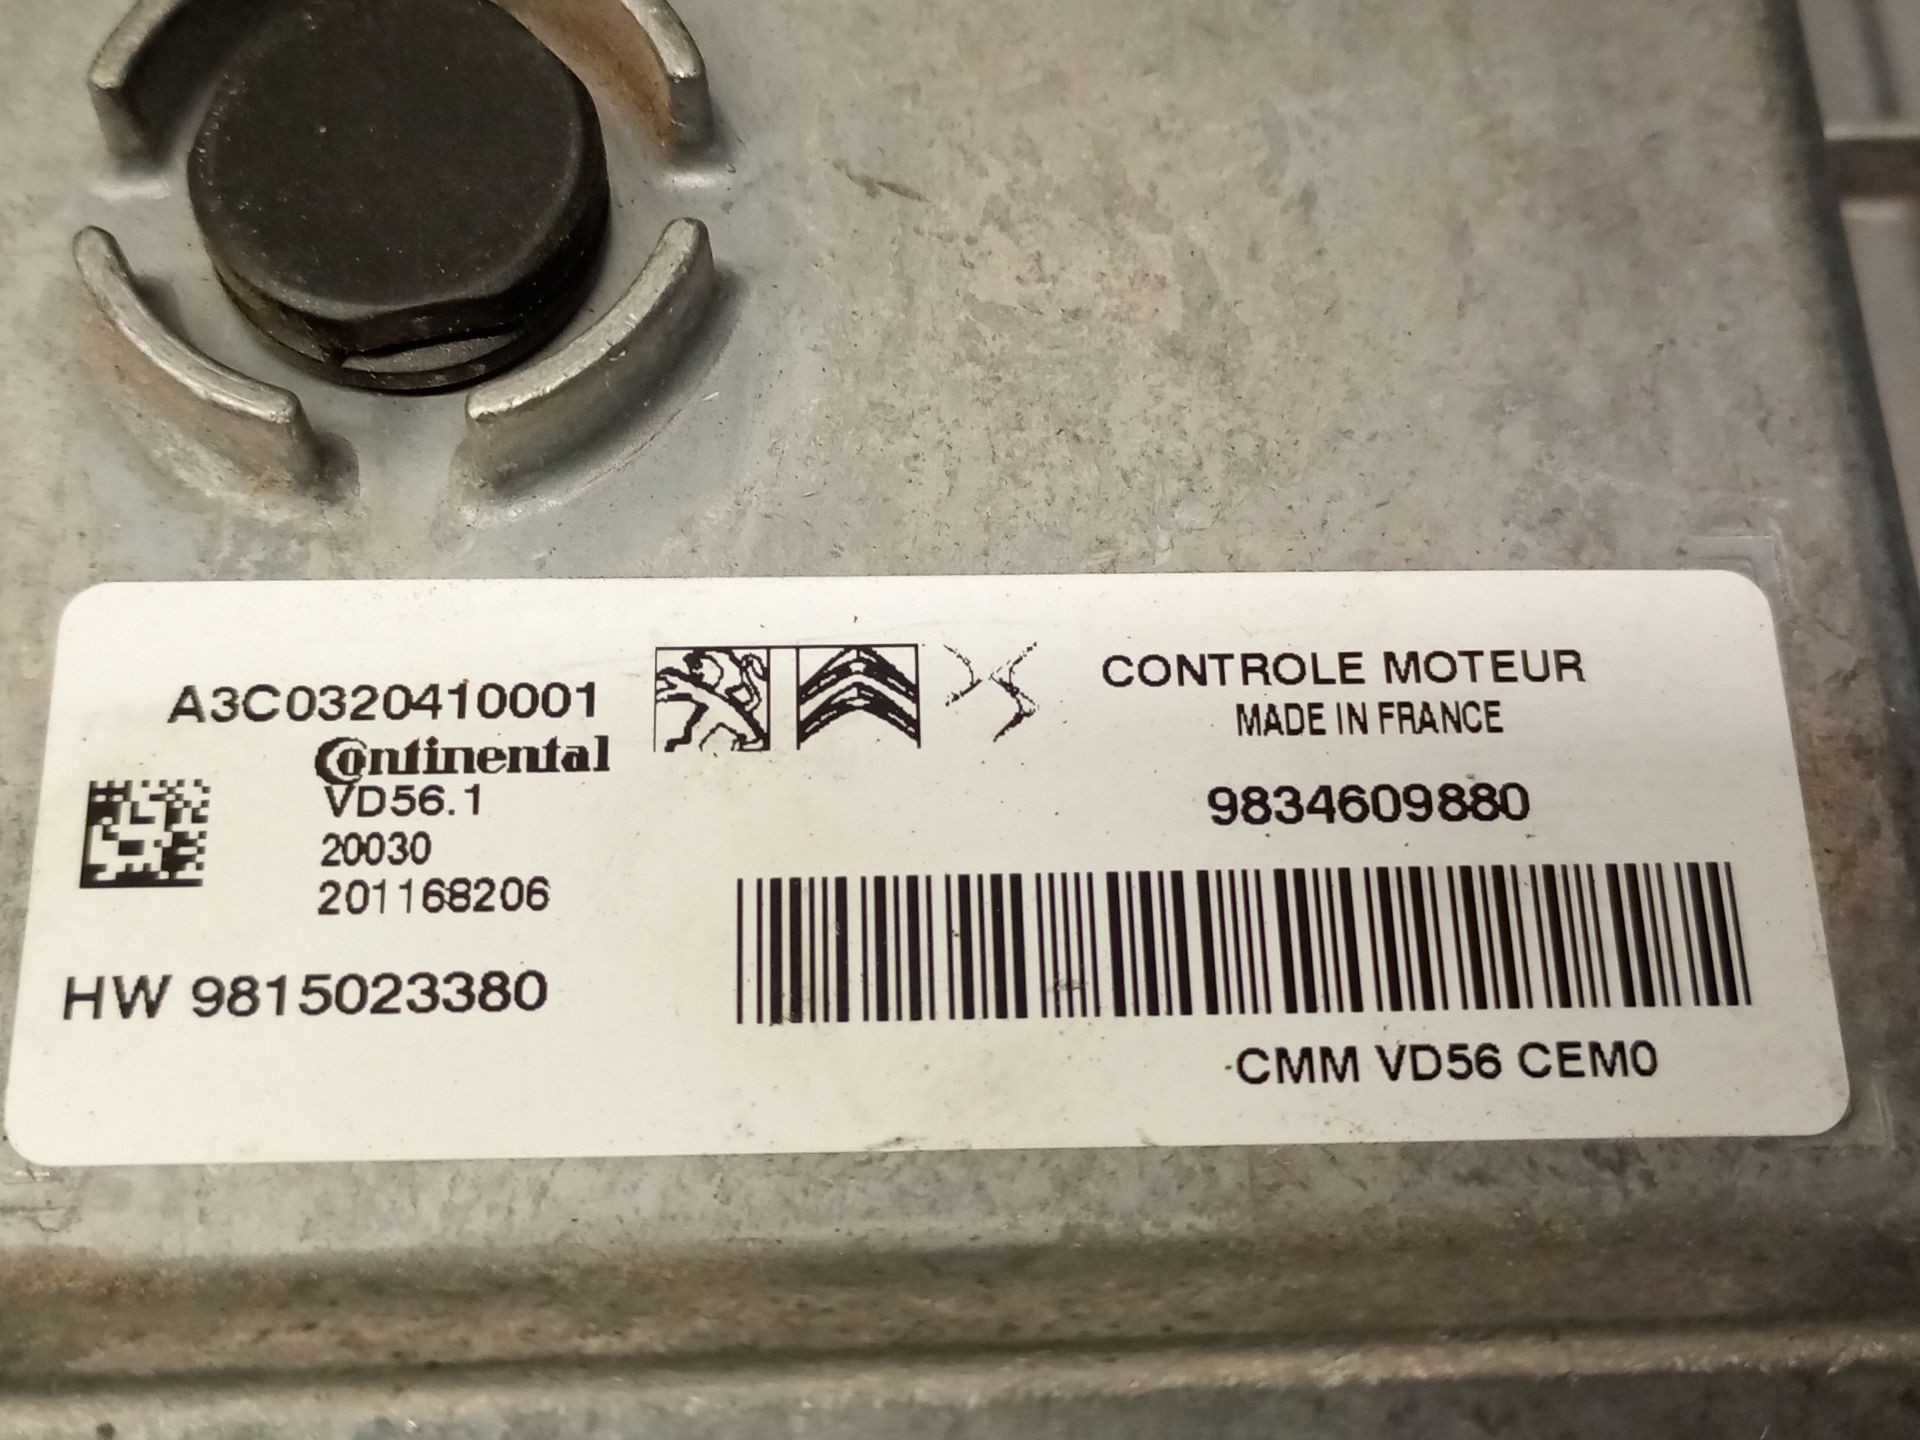 A3C0320410001
Continental
VD56.1
20030
201168206
HW 9815023380
CONTROLE MOTEUR
MADE IN FRANCE
9834609880
CMM VD56 CEM0